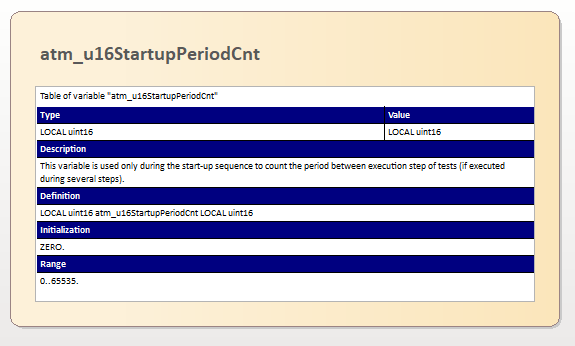 atm_u16StartupPeriodCnt
Table of variable "atm_u16StartupPeriodCnt"
Type Value
LOCAL uint16 LOCAL uint16
Description
This variable is used only during the start-up sequence to count the period between execution step of tests (if executed
during several steps).
Definition
LOCAL uint16 atm_u16StartupPeriodCnt LOCAL uint16
Initialization
ZERO.
Range
0..65535.